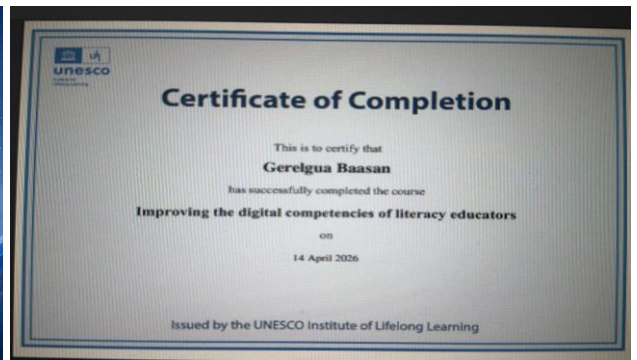 unesco
Certificate of Completion
This is to certify that
Gerelgua Baasan
has successfully completed the course
Improving the digital competencies of literacy educators
on
14 April 2026
Issued by the UNESCO Institute of Lifelong Learning